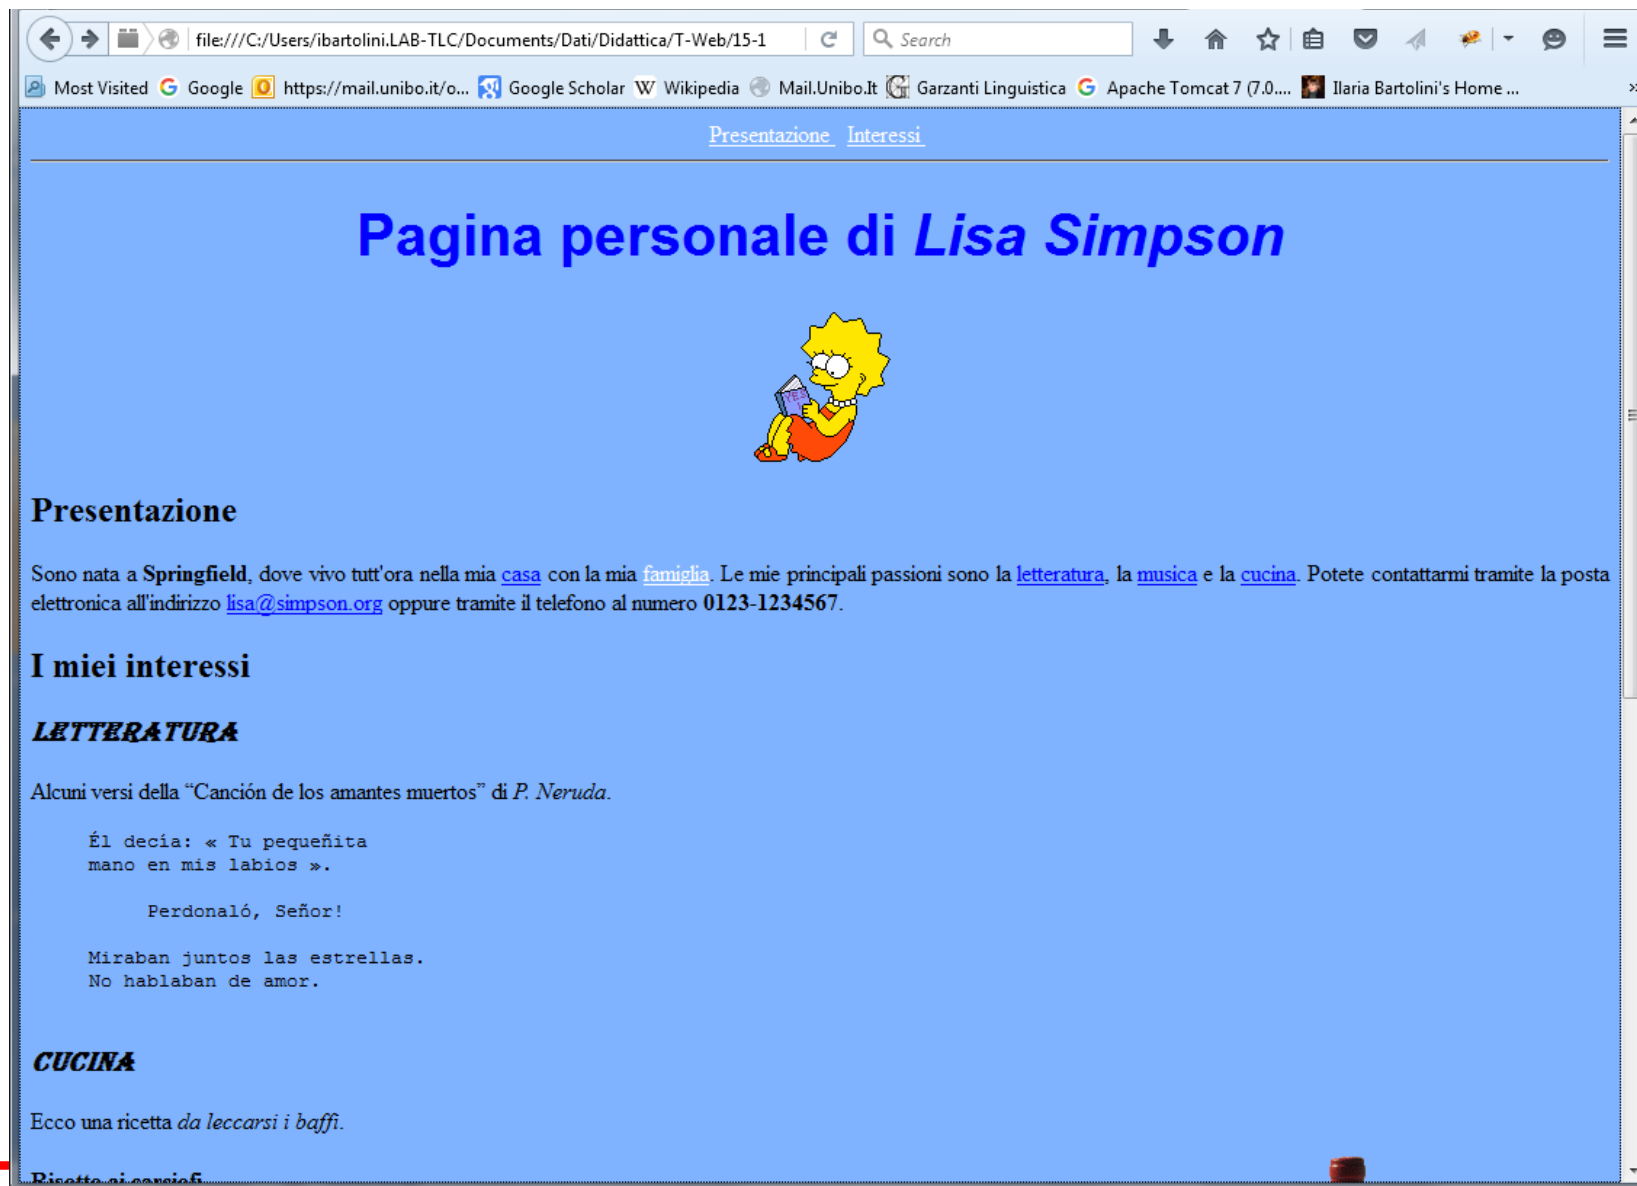 file:///C:/Users/ibartolini.LAB-TLC/Documents/Dati/Didattica/T-Web/15-1
Search
Most Visited Google https://mail.unibo.it/o... Google Scholar Wikipedia Mail.Unibo.It Garzanti Linguistica Apache Tomcat 7 (7.0.... Ilaria Bartolini's Home ...
Presentazione Interessi
Pagina personale di Lisa Simpson
YES
Presentazione
Sono nata a Springfield, dove vivo tutt'ora nella mia casa con la mia famiglia. Le mie principali passioni sono la letteratura, la musica e la cucina. Potete contattarmi tramite la posta
elettronica all'indirizzo lisa@simpson.org oppure tramite il telefono al numero 0123-1234567.
I miei interessi
LETTERATURA
Alcuni versi della “Canción de los amantes muertos” di P. Neruda.
Él decía: « Tu pequeñita
mano en mis labios ».
Perdonaló, Señor!
Miraban juntos las estrellas.
No hablaban de amor.
CUCINA
Ecco una ricetta da leccarsi i baffi.
Risotto ai carciofi